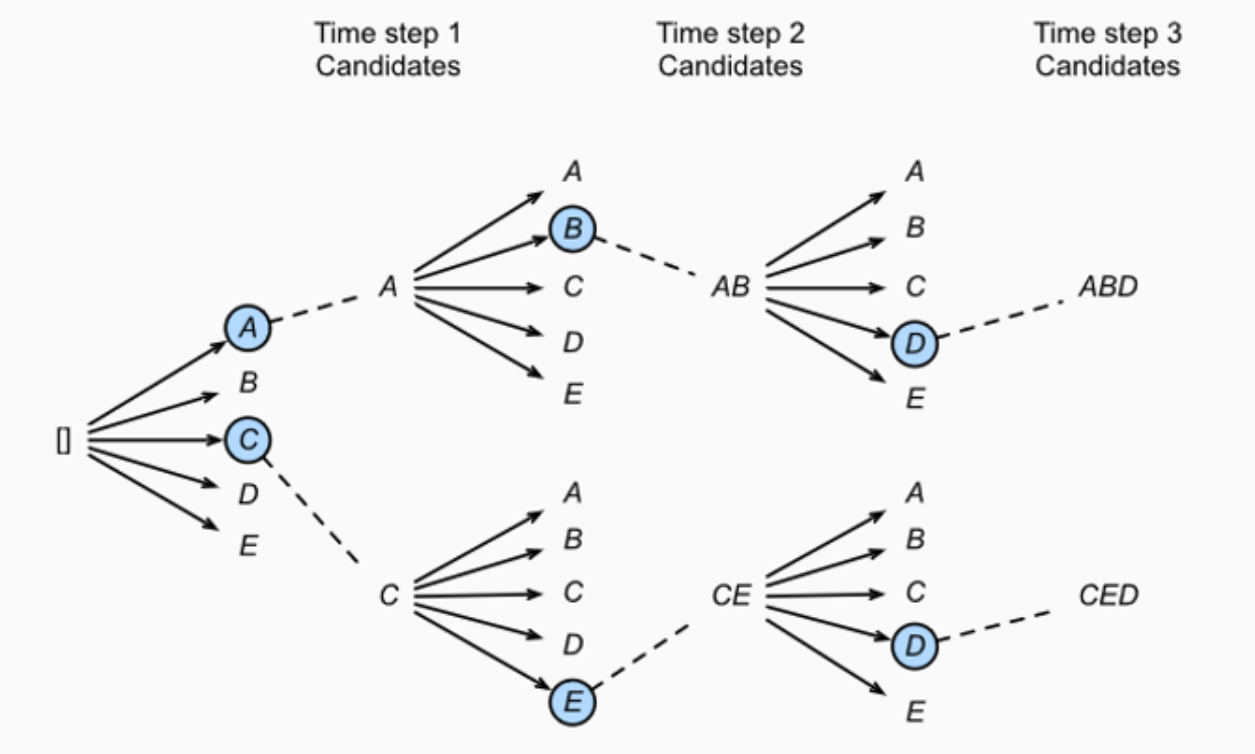 Time step 1
Candidates
Time step 2
Candidates
Time step 3
Candidates
[]
A
B
C
D
E
A
A
B
C
D
E
C
A
B
C
D
E
AB
A
B
C
D
E
CE
A
B
C
D
E
ABD
CED